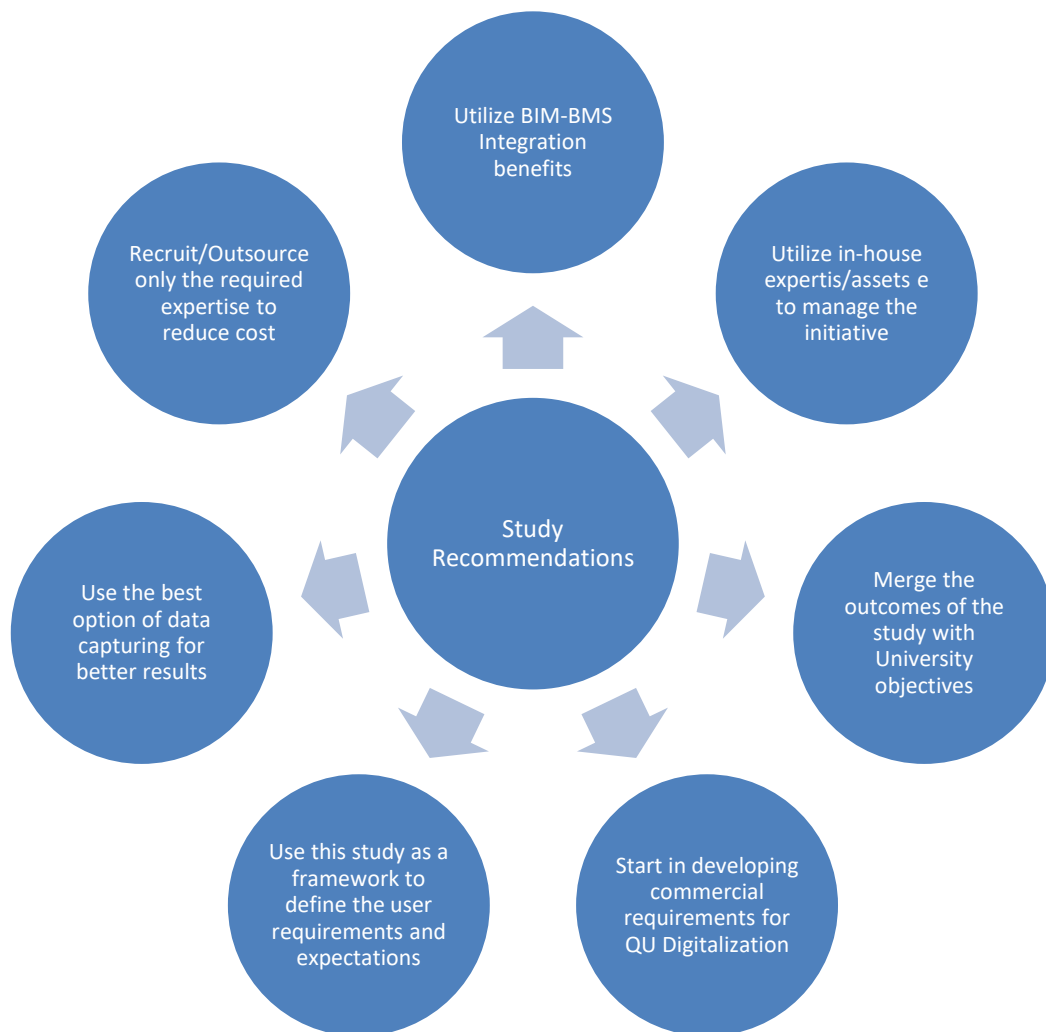 Utilize BIM-BMS
Integration
benefits
Utilize in-house
expertis/assets e
to manage the
initiative
Merge the
outcomes of the
study with
University
objectives
Start in developing
commercial
requirements for
QU Digitalization
Use this study as a
framework to
define the user
requirements and
expectations
Use the best
option of data
capturing for
better results
Recruit/Outsource
only the required
expertise to
reduce cost
Study
Recommendations